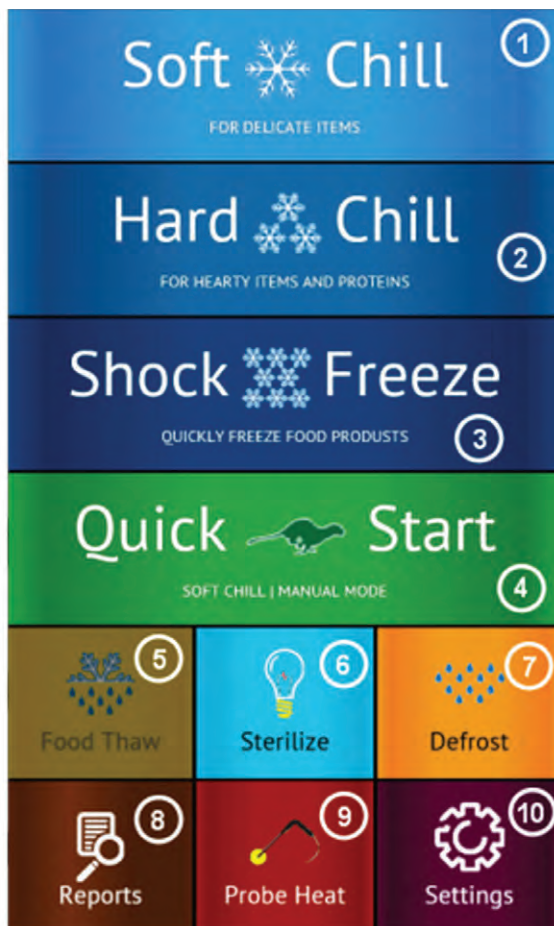 Soft Chill
1
FOR DELICATE ITEMS
Hard Chill
2
FOR HEARTY ITEMS AND PROTEINS
Shock Freeze
QUICKLY FREEZE FOOD PRODUSTS
3
Quick Start
SOFT CHILL | MANUAL MODE
4
5
Food Thaw
6
Sterilize
7
Defrost
8
Reports
9
Probe Heat
10
Settings